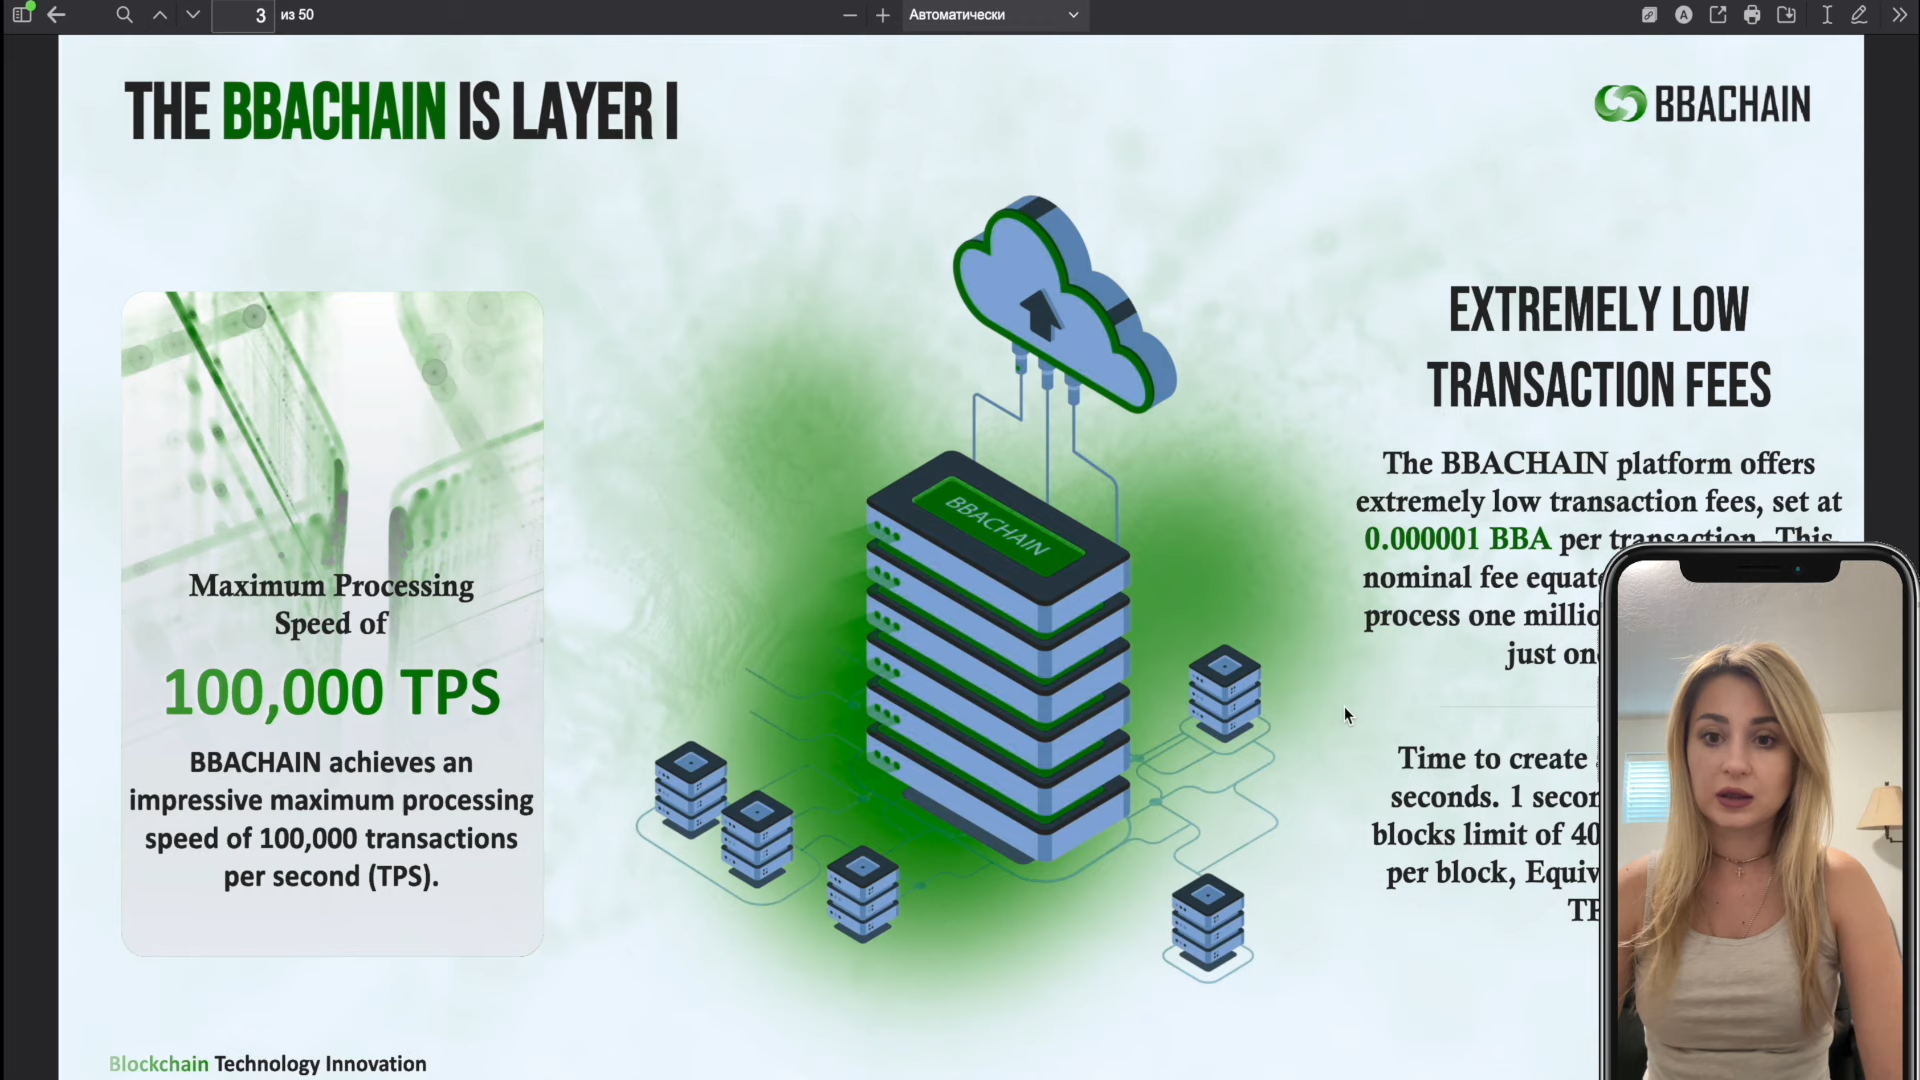 3 из 50
Автоматически
THE BBACHAIN IS LAYER I
BBACHAIN
BBACHAIN
Maximum Processing
Speed of
100,000 TPS
BBACHAIN achieves an
impressive maximum processing
speed of 100,000 transactions
per second (TPS).
EXTREMELY LOW
TRANSACTION FEES
The BBACHAIN platform offers
extremely low transaction fees, set at
0.000001 BBA per transaction. This
nominal fee
process one
just
Time to create
seconds. 1
blocks limit of 40
per block,
Blockchain Technology Innovation